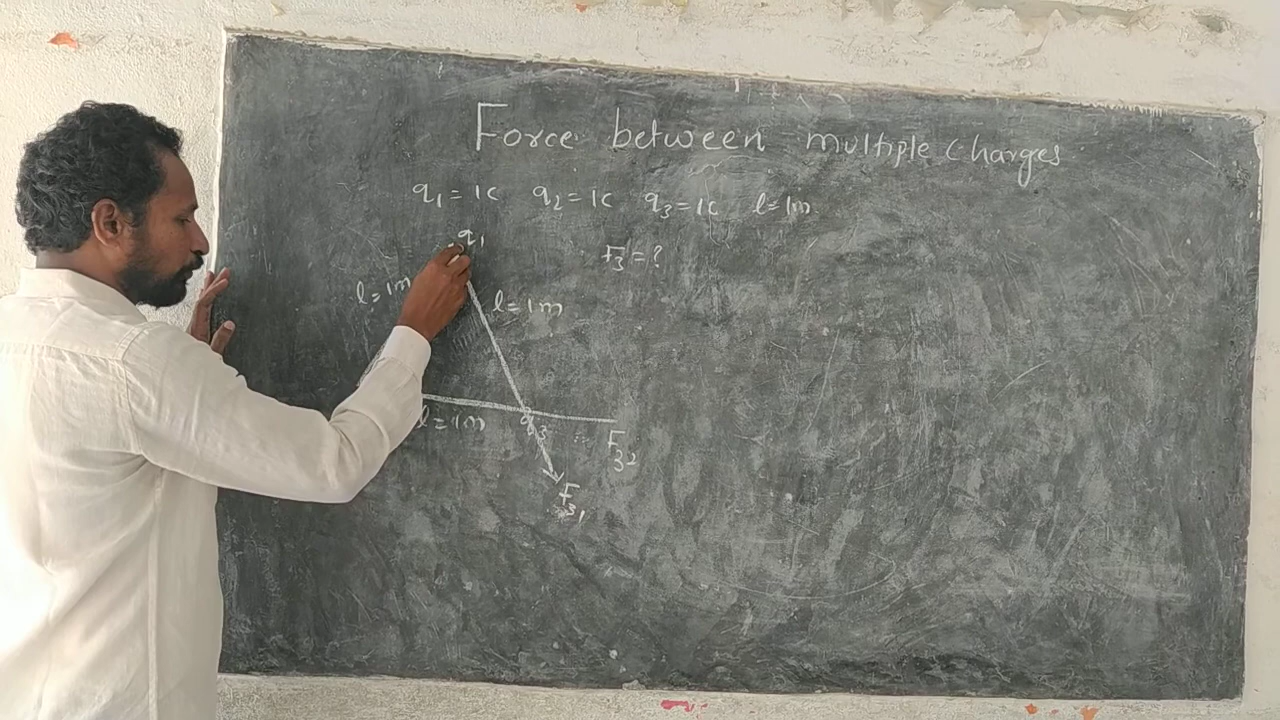 Force between multiple charges
q₁ = 1C q₂ = 1C q₃ = 1C l = 1m
q₁
F₃ = ?
l = 1m
l = 1m
l = 1m
q₃
F₃₂
F₃₁